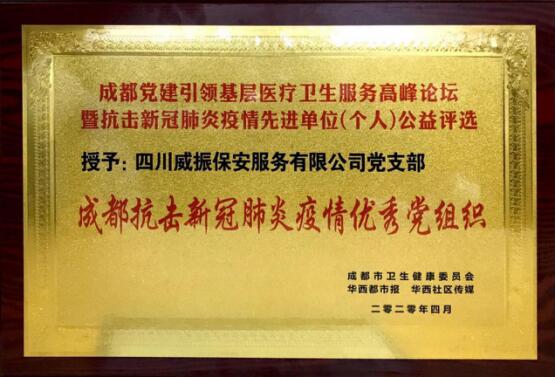 成都党建引领基层医疗卫生服务高峰论坛
暨抗击新冠肺炎疫情先进单位(个人)公益评选
授予：四川威振保安服务有限公司党支部
成都抗击新冠肺炎疫情优秀党组织
成都市卫生健康委员会
华西都市报 华西社区传媒
二零二零年四月